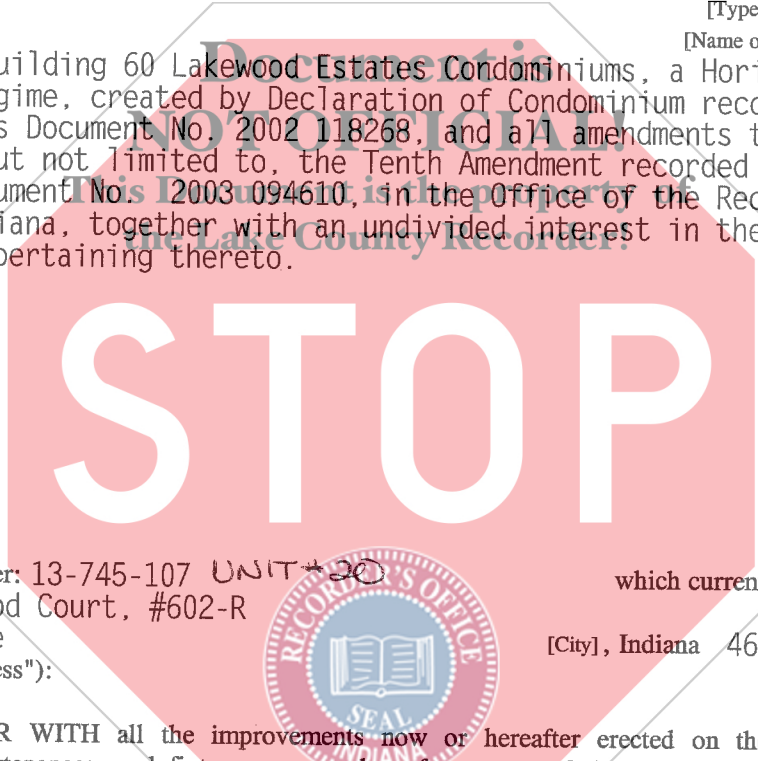 [Type
[Name o
uilding 60 Lakewood Estates Condominiums, a Hori
gime, created by Declaration of Condominium reco
s Document No. 2002 118268, and all amendments t
ut not limited to, the Tenth Amendment recorded
ument No. 2003 094610, in the Office of the Rec
iana, together with an undivided interest in the
pertaining thereto.
Document is
NOT OFFICIAL!
This Document is the property of
the Lake County Recorder!
STOP
er: 13-745-107 UNIT # 20 which curren
od Court, #602-R
e [City], Indiana 46
ess"):
RECORDER'S OFFICE
SEAL
INDIANA
R WITH all the improvements now or hereafter erected on th